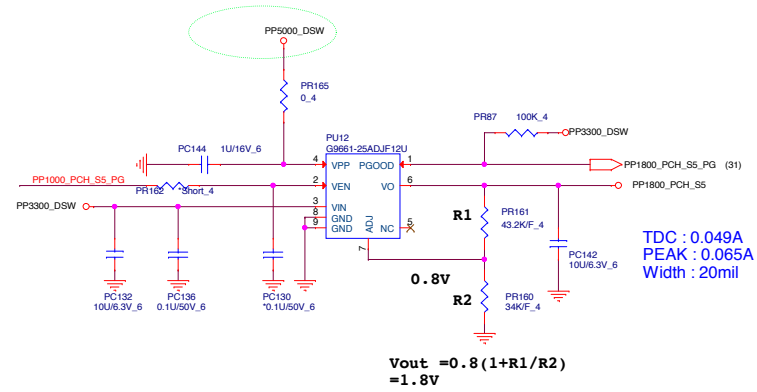 PP5000_DSW
PR165
0_4
PR87 100K_4
PP3300_DSW
PU12
G9661-25ADJF12U
PC144 1U/16V_6
4 VPP PGOOD 1
PP1800_PCH_S5_PG (31)
PP1000_PCH_S5_PG
PR162 *Short_4
2 VEN VO 6
PP1800_PCH_S5
PP3300_DSW
3 VIN
8 GND
9 GND ADJ NC 5
7
R1
PR161
43.2K/F_4
PC142
10U/6.3V_6
TDC : 0.049A
PEAK : 0.065A
Width : 20mil
0.8V
PC132
10U/6.3V_6
PC136
0.1U/50V_6
PC130
*0.1U/50V_6
R2
PR160
34K/F_4
Vout =0.8(1+R1/R2)
=1.8V